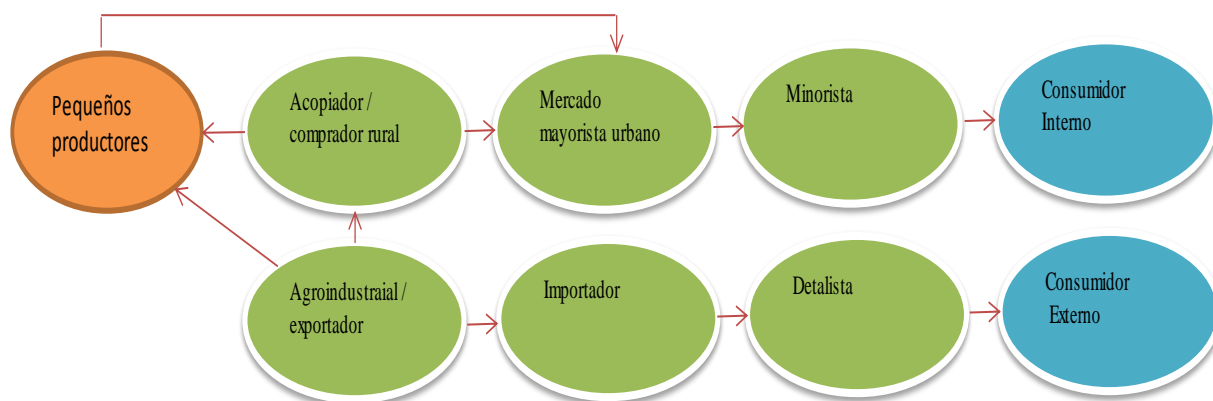 Pequeños
productores
Acopiador /
comprador rural
Mercado
mayorista urbano
Minorista
Consumidor
Interno
Agroindustraial /
exportador
Importador
Detalista
Consumidor
Externo